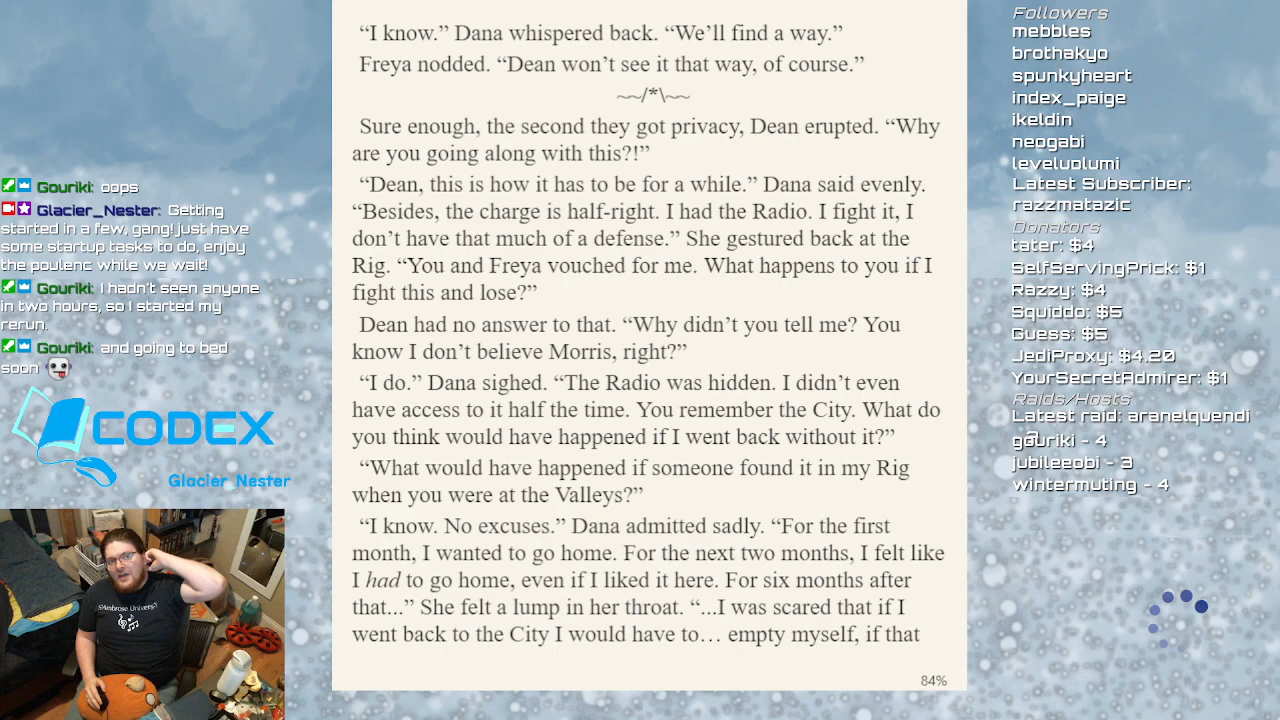 “I know.” Dana whispered back. “We’ll find a way.”
Freya nodded. “Dean won’t see it that way, of course.”
~~/*\~~
Sure enough, the second they got privacy, Dean erupted. “Why
are you going along with this?!”
“Dean, this is how it has to be for a while.” Dana said evenly.
“Besides, the charge is half-right. I had the Radio. I fight it, I
don’t have that much of a defense.” She gestured back at the
Rig. “You and Freya vouched for me. What happens to you if I
fight this and lose?”
Dean had no answer to that. “Why didn’t you tell me? You
know I don’t believe Morris, right?”
“I do.” Dana sighed. “The Radio was hidden. I didn’t even
have access to it half the time. You remember the City. What do
you think would have happened if I went back without it?”
“What would have happened if someone found it in my Rig
when you were at the Valleys?”
“I know. No excuses.” Dana admitted sadly. “For the first
month, I wanted to go home. For the next two months, I felt like
I had to go home, even if I liked it here. For six months after
that...” She felt a lump in her throat. “...I was scared that if I
went back to the City I would have to… empty myself, if that
84%
Gouriki: oops
Glacier_Nester: Getting
started in a few, gang! just have
some startup tasks to do, enjoy
the poulenc while we wait!
Gouriki: I hadn't seen anyone
in two hours, so I started my
rerun.
Gouriki: and going to bed
soon
CODEX
Glacier Nester
Followers
mebbles
brothakyo
spunkyheart
index_paige
ikeldin
neogabi
leveluplumi
Latest Subscriber:
razzmatazic
Donators
tater: $4
SelfServingPrick: $1
Razzy: $4
Squiddo: $5
Guess: $5
JediProxy: $4.20
YourSecretAdmirer: $1
Raids/Hosts
Latest raid: aranelquendi
gouriki - 4
jubileeobi - 3
wintermuting - 4